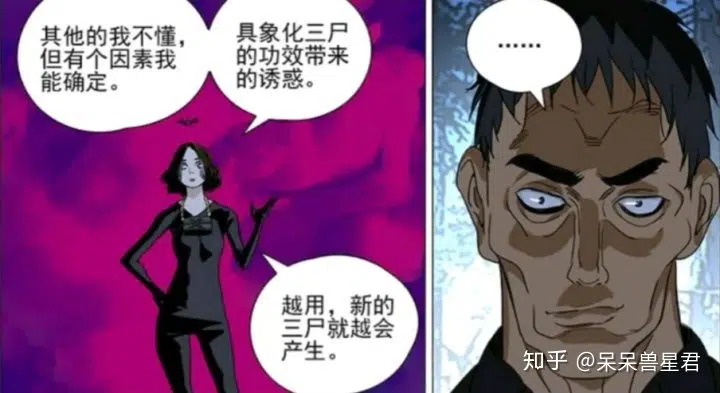 其他的我不懂，
但有个因素我
能确定。
具象化三尸
的功效带来
的诱惑。
越用，新的
三尸就越会
产生。
……
知乎 @呆呆兽星君